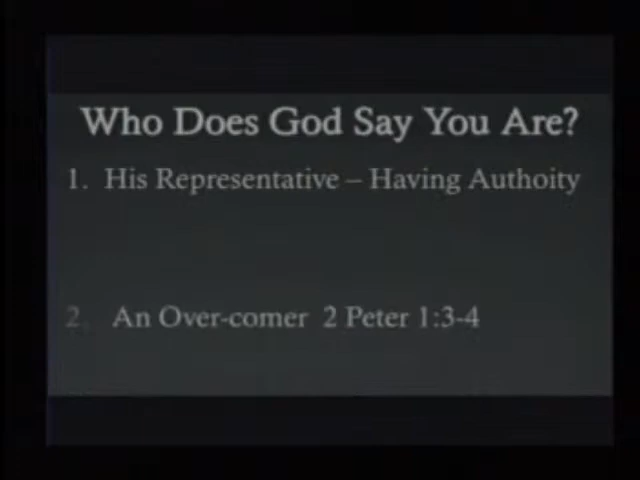 Who Does God Say You Are?
1. His Representative – Having Authoity
2. An Over-comer 2 Peter 1:3-4